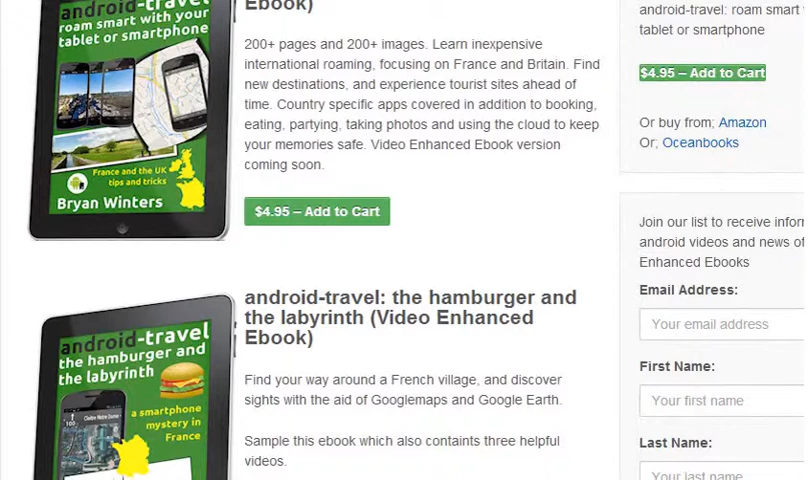 android-travel
roam smart with your
tablet or smartphone
France and the UK
tips and tricks
Bryan Winters
Ebook)
200+ pages and 200+ images. Learn inexpensive
international roaming, focusing on France and Britain. Find
new destinations, and experience tourist sites ahead of
time. Country specific apps covered in addition to booking,
eating, partying, taking photos and using the cloud to keep
your memories safe. Video Enhanced Ebook version
coming soon.
$4.95 – Add to Cart
android-travel
the hamburger and
the labyrinth
a smartphone
mystery in
France
android-travel: the hamburger and
the labyrinth (Video Enhanced
Ebook)
Find your way around a French village, and discover
sights with the aid of Googlemaps and Google Earth.
Sample this ebook which also containts three helpful
videos.
android-travel: roam smart
tablet or smartphone
$4.95 – Add to Cart
Or buy from; Amazon
Or; Oceanbooks
Join our list to receive
android videos and news of
Enhanced Ebooks
Email Address:
Your email address
First Name:
Your first name
Last Name:
Your last name